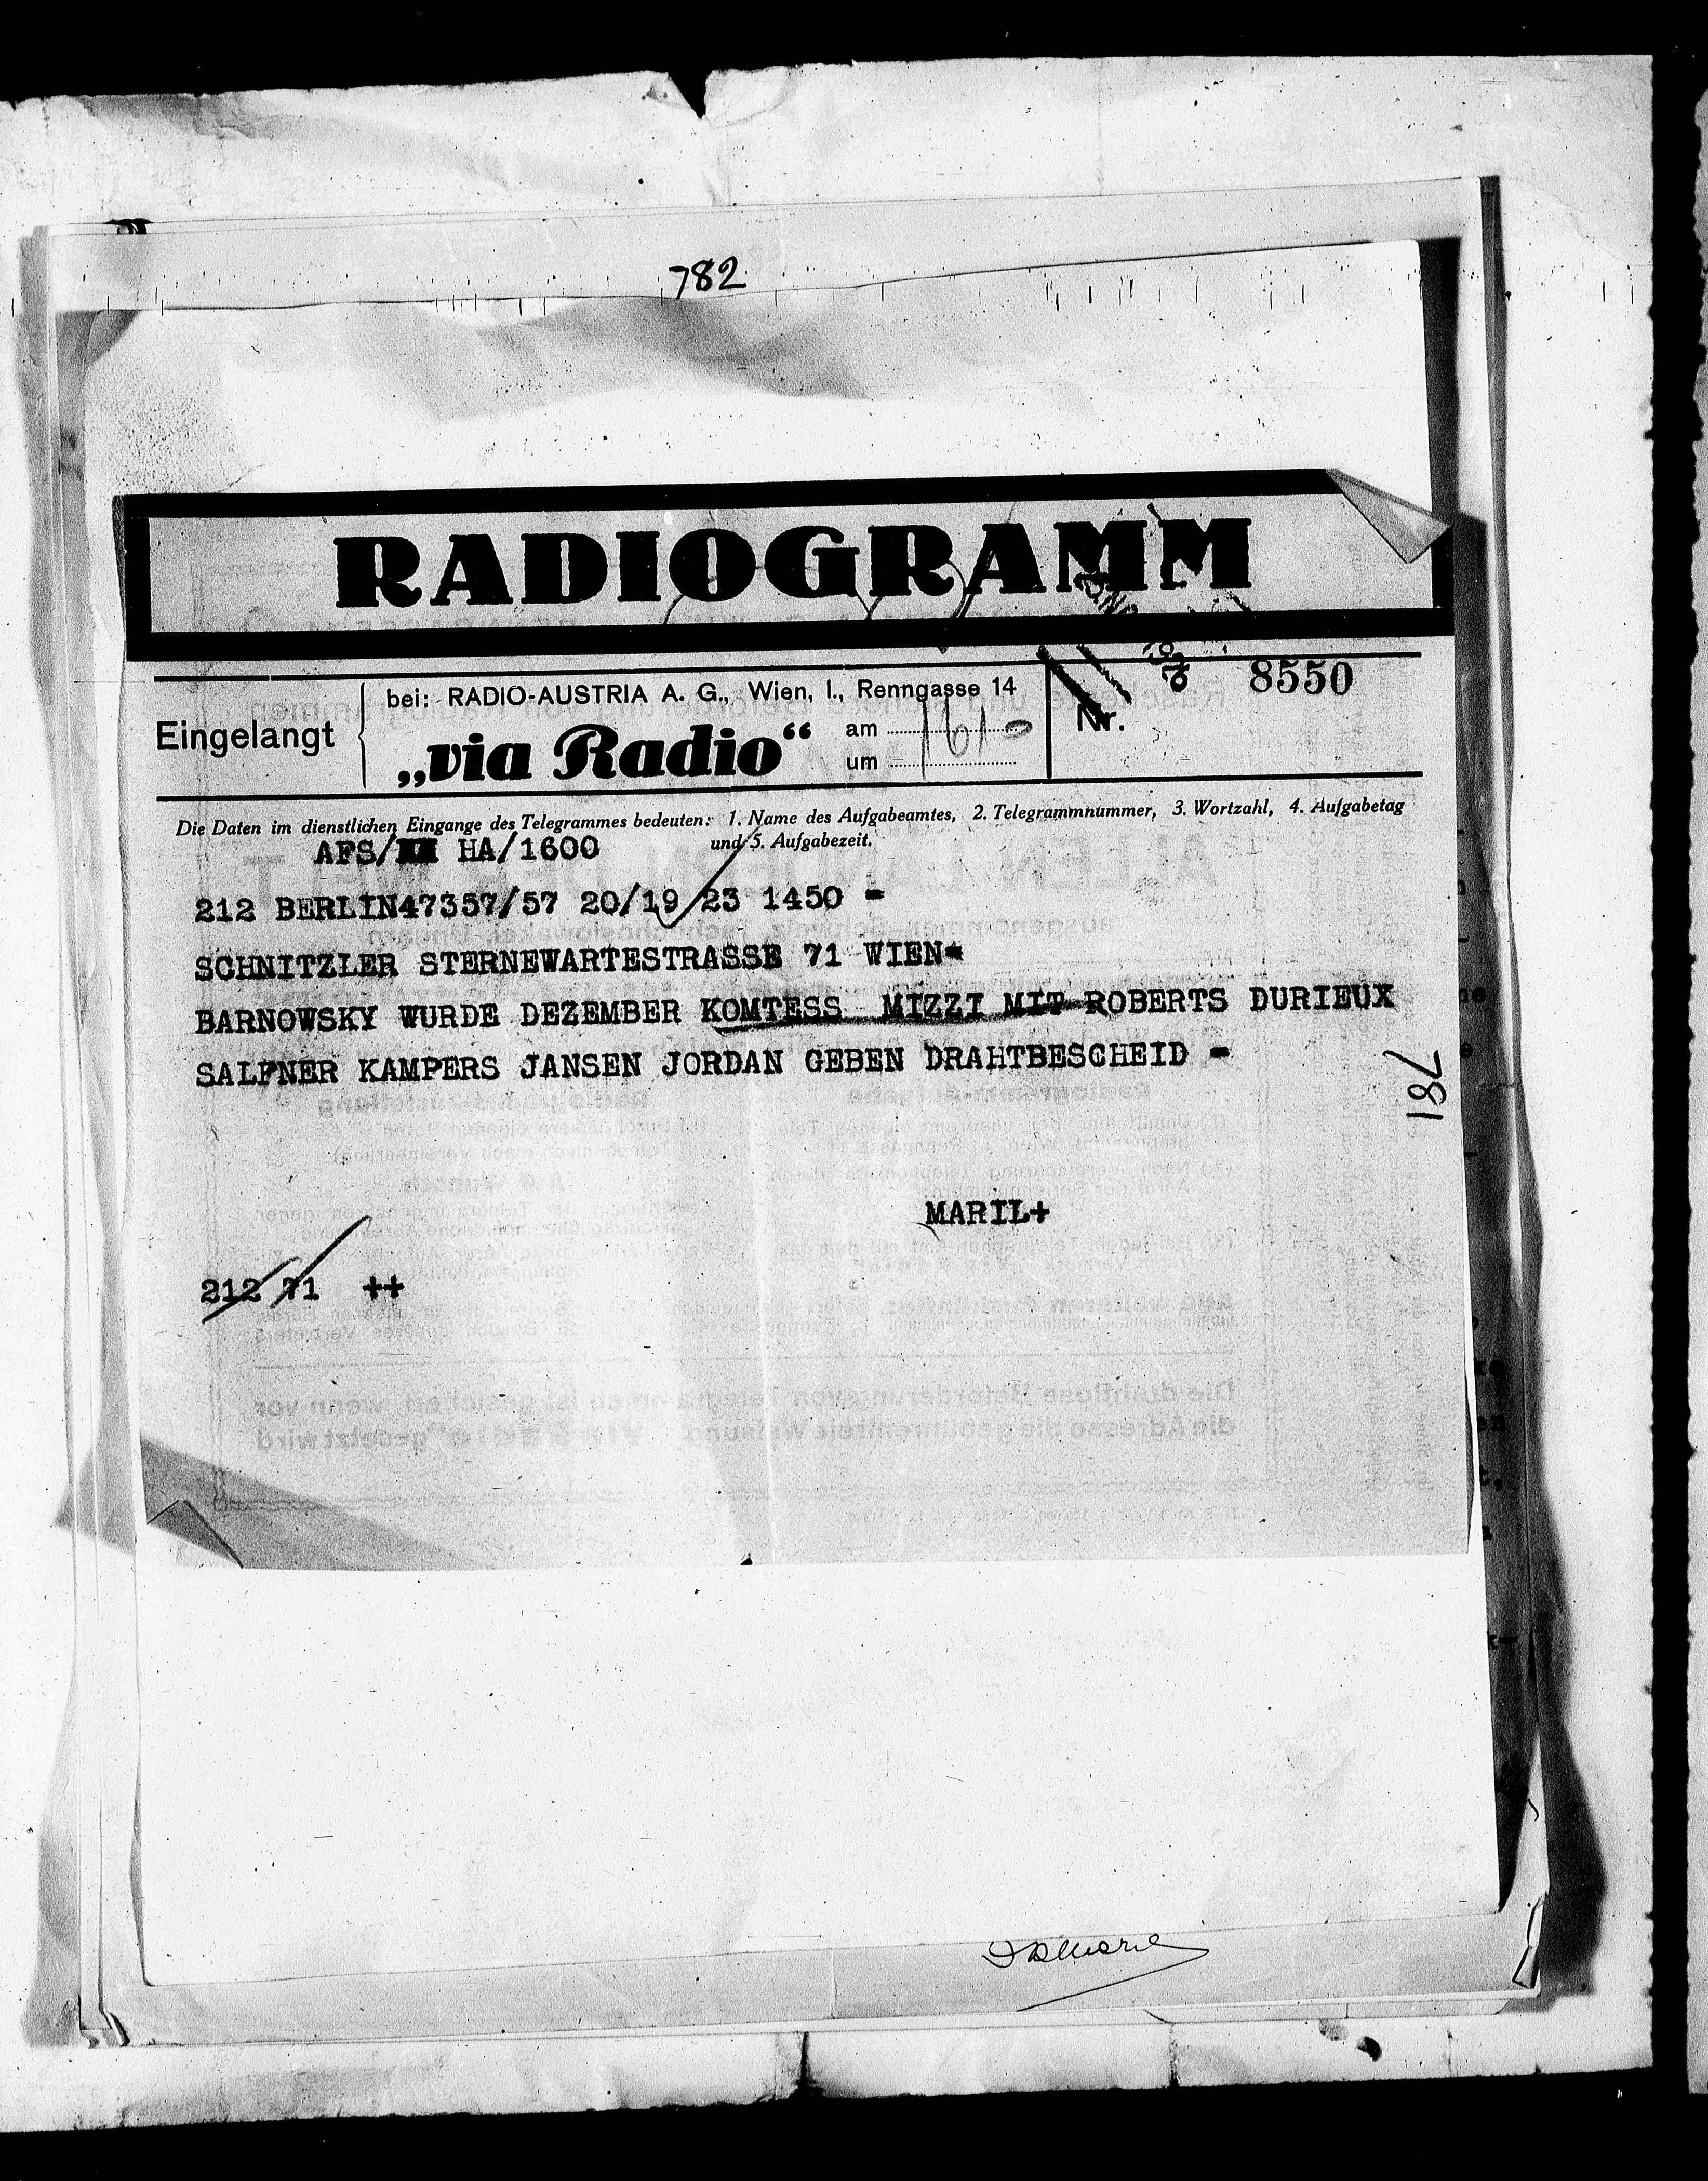 782
RADIOGRAMM
Eingelangt
bei: RADIO-AUSTRIA A. G., Wien, I., Renngasse 14
„via Radio“
am 161-
um
Nr.
8550
Die Daten im dienstlichen Eingange des Telegrammes bedeuten: 1. Name des Aufgabeamtes, 2. Telegrammnummer, 3. Wortzahl, 4. Aufgabetag
und 5. Aufgabezeit.
AFS/ HA/1600
212 BERLIN47357/57 20/19 23 1450 =
SCHNITZLER STERNEWARTESTRASSE 71 WIEN*
BARNOWSKY WURDE DEZEMBER KOMTESS MIZZI MIT ROBERTS DURIEUX
SALFNER KAMPERS JANSEN JORDAN GEBEN DRAHTBESCHEID =
781
MARIL+
212 71 ++